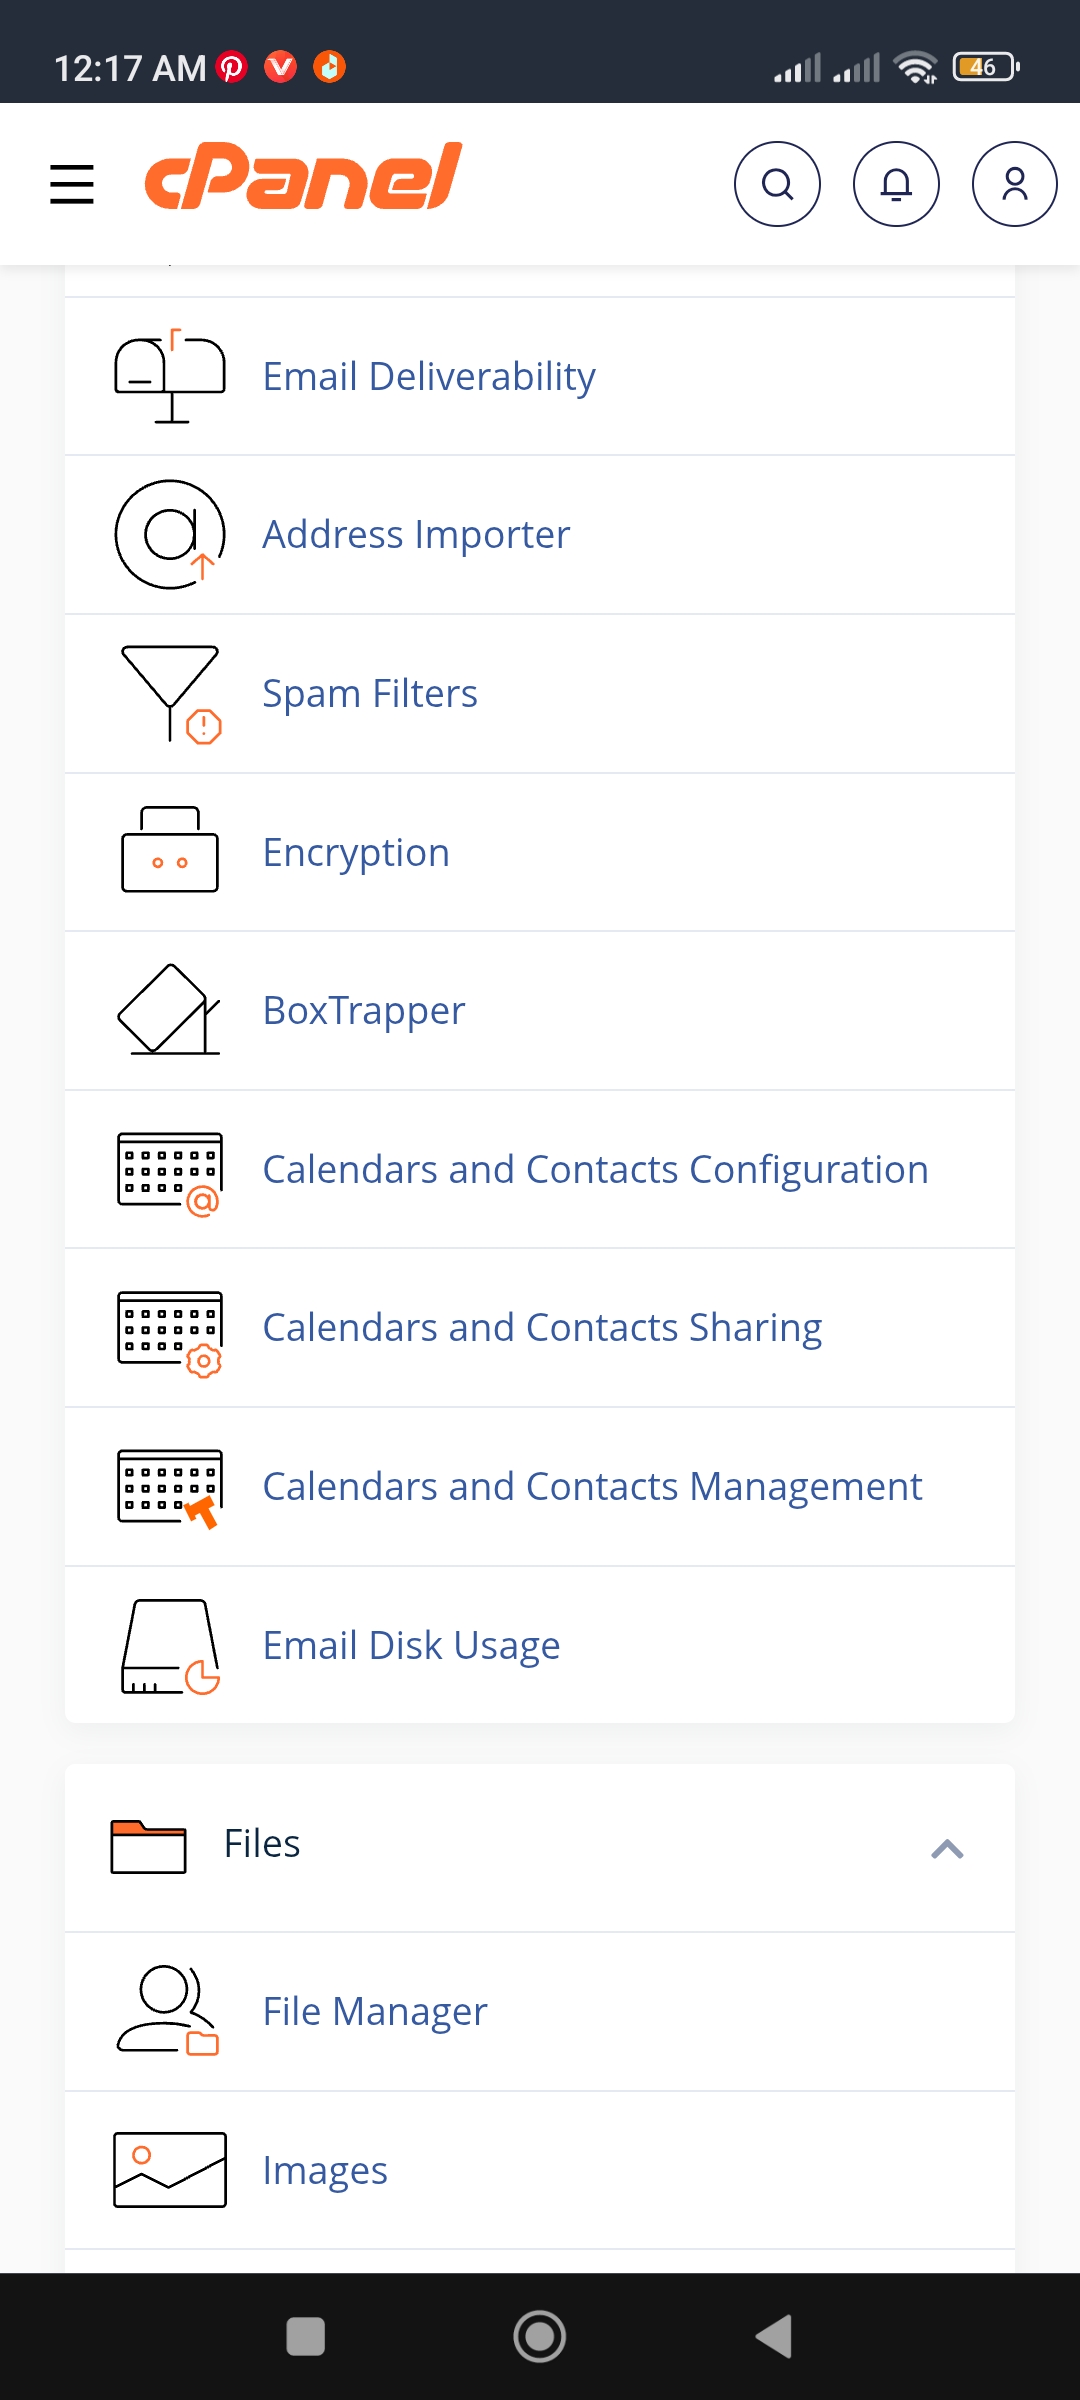 12:17 AM
46
cPanel
Email Deliverability
Address Importer
Spam Filters
Encryption
BoxTrapper
Calendars and Contacts Configuration
Calendars and Contacts Sharing
Calendars and Contacts Management
Email Disk Usage
Files
File Manager
Images